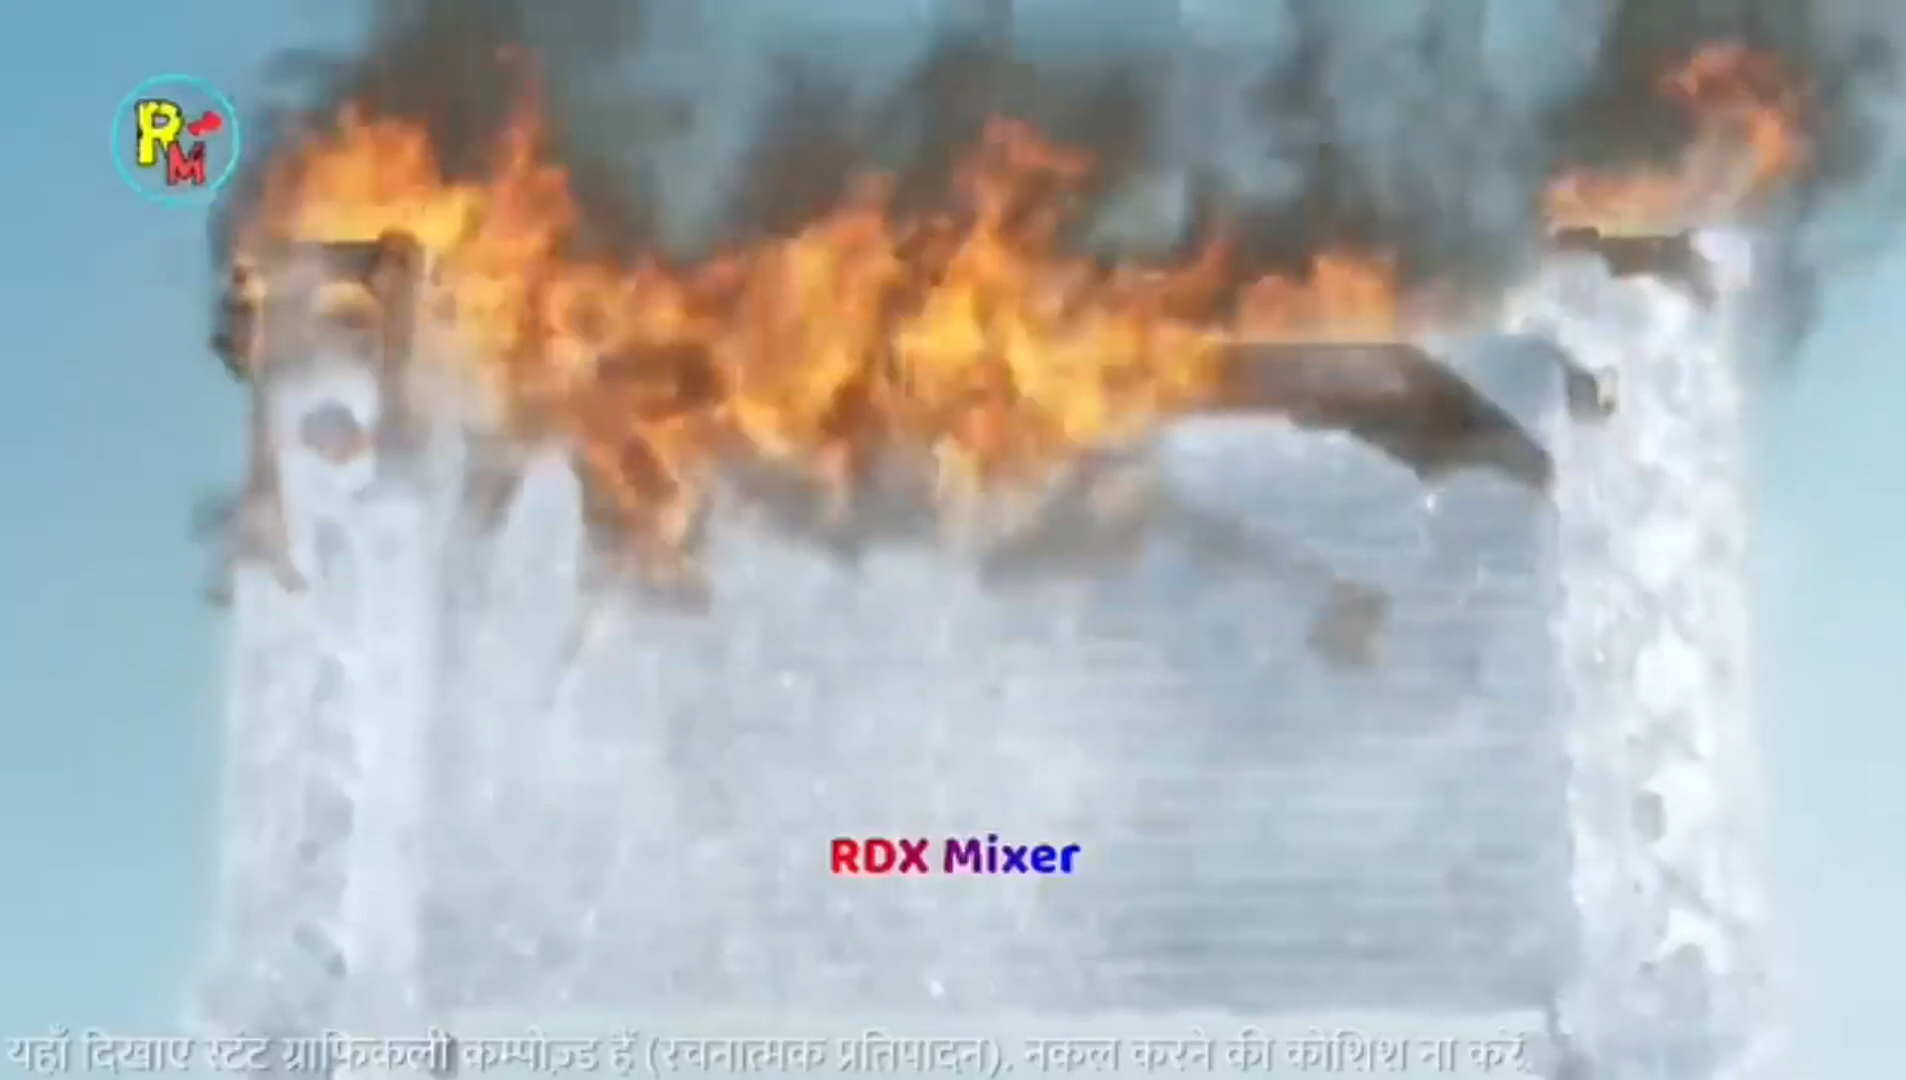 RM
RDX Mixer
यहाँ दिखाए स्टंट ग्राफिकली कम्पोज़्ड हैं (रचनात्मक प्रतिपादन). नकल करने की कोशिश ना करें.